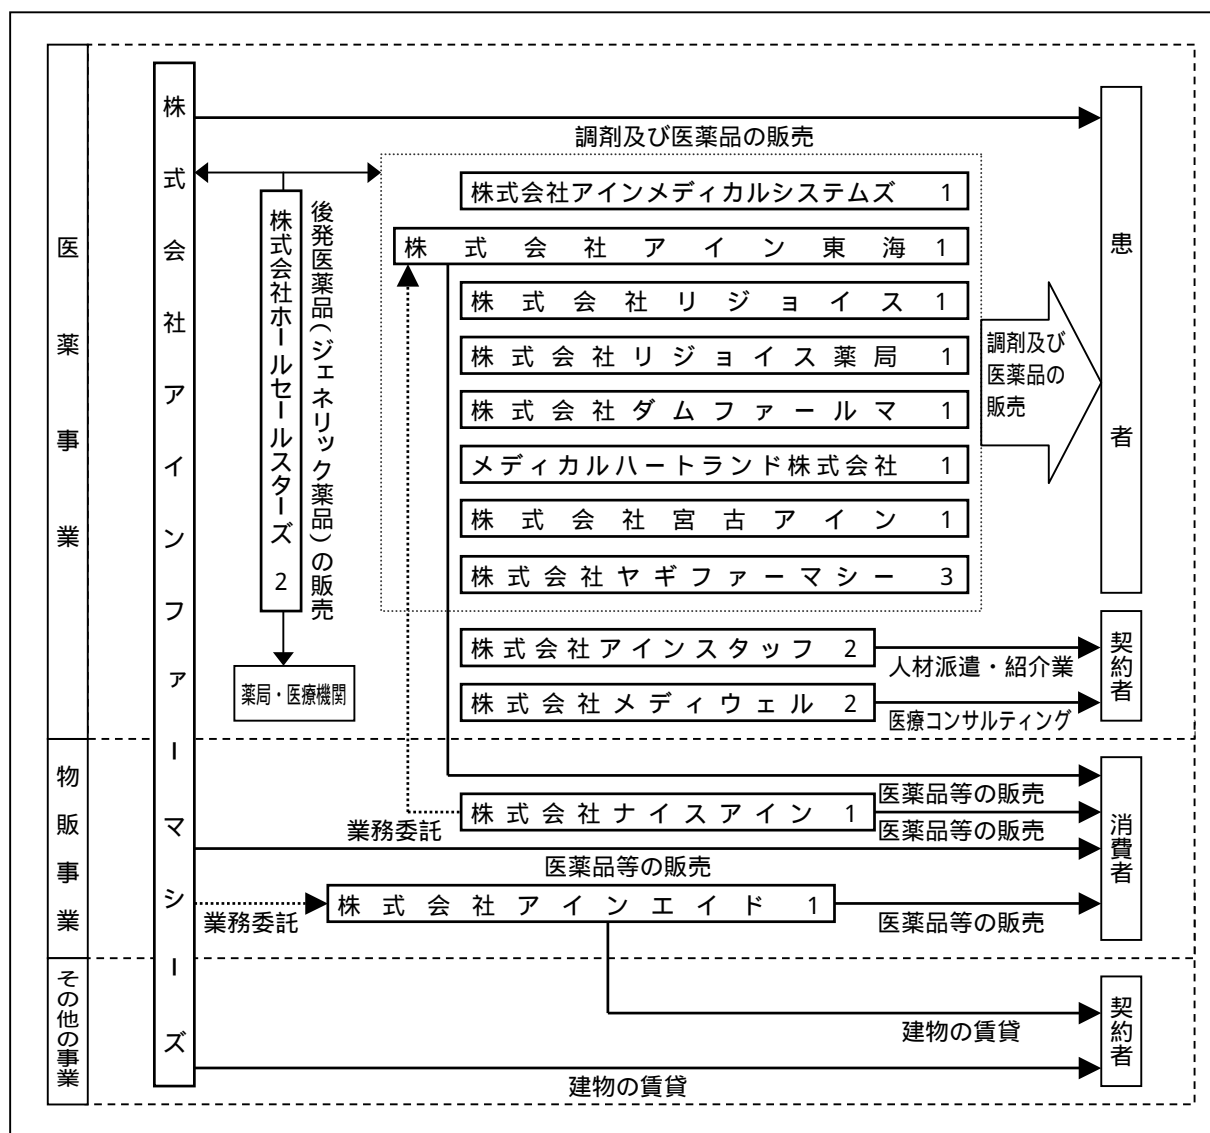 医薬事業
株式会社アインファーマシーズ
調剤及び医薬品の販売
株式会社ホールセールスターズ 2
後発医薬品(ジェネリック薬品)の販売
薬局・医療機関
株式会社アインメディカルシステムズ 1
株式会社アイン東海 1
株式会社リジョイス 1
株式会社リジョイス薬局 1
株式会社ダムファールマ 1
メディカルハートランド株式会社 1
株式会社宮古アイン 1
株式会社ヤギファーマシー 3
調剤及び
医薬品の
販売
患者
株式会社アインスタッフ 2
人材派遣・紹介業
株式会社メディウェル 2
医療コンサルティング
契約者
物販事業
医薬品等の販売
株式会社ナイスアイン 1
業務委託
医薬品等の販売
医薬品等の販売
業務委託
株式会社アインエイド 1
医薬品等の販売
消費者
その他の事業
建物の賃貸
建物の賃貸
契約者